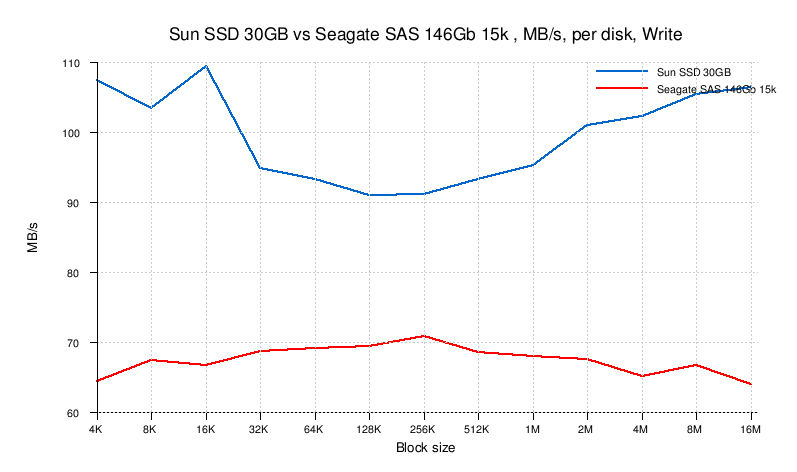 Sun SSD 30GB vs Seagate SAS 146Gb 15k , MB/s, per disk, Write
Sun SSD 30GB
Seagate SAS 146Gb 15k
110
100
90
80
70
60
MB/s
4K 8K 16K 32K 64K 128K 256K 512K 1M 2M 4M 8M 16M
Block size